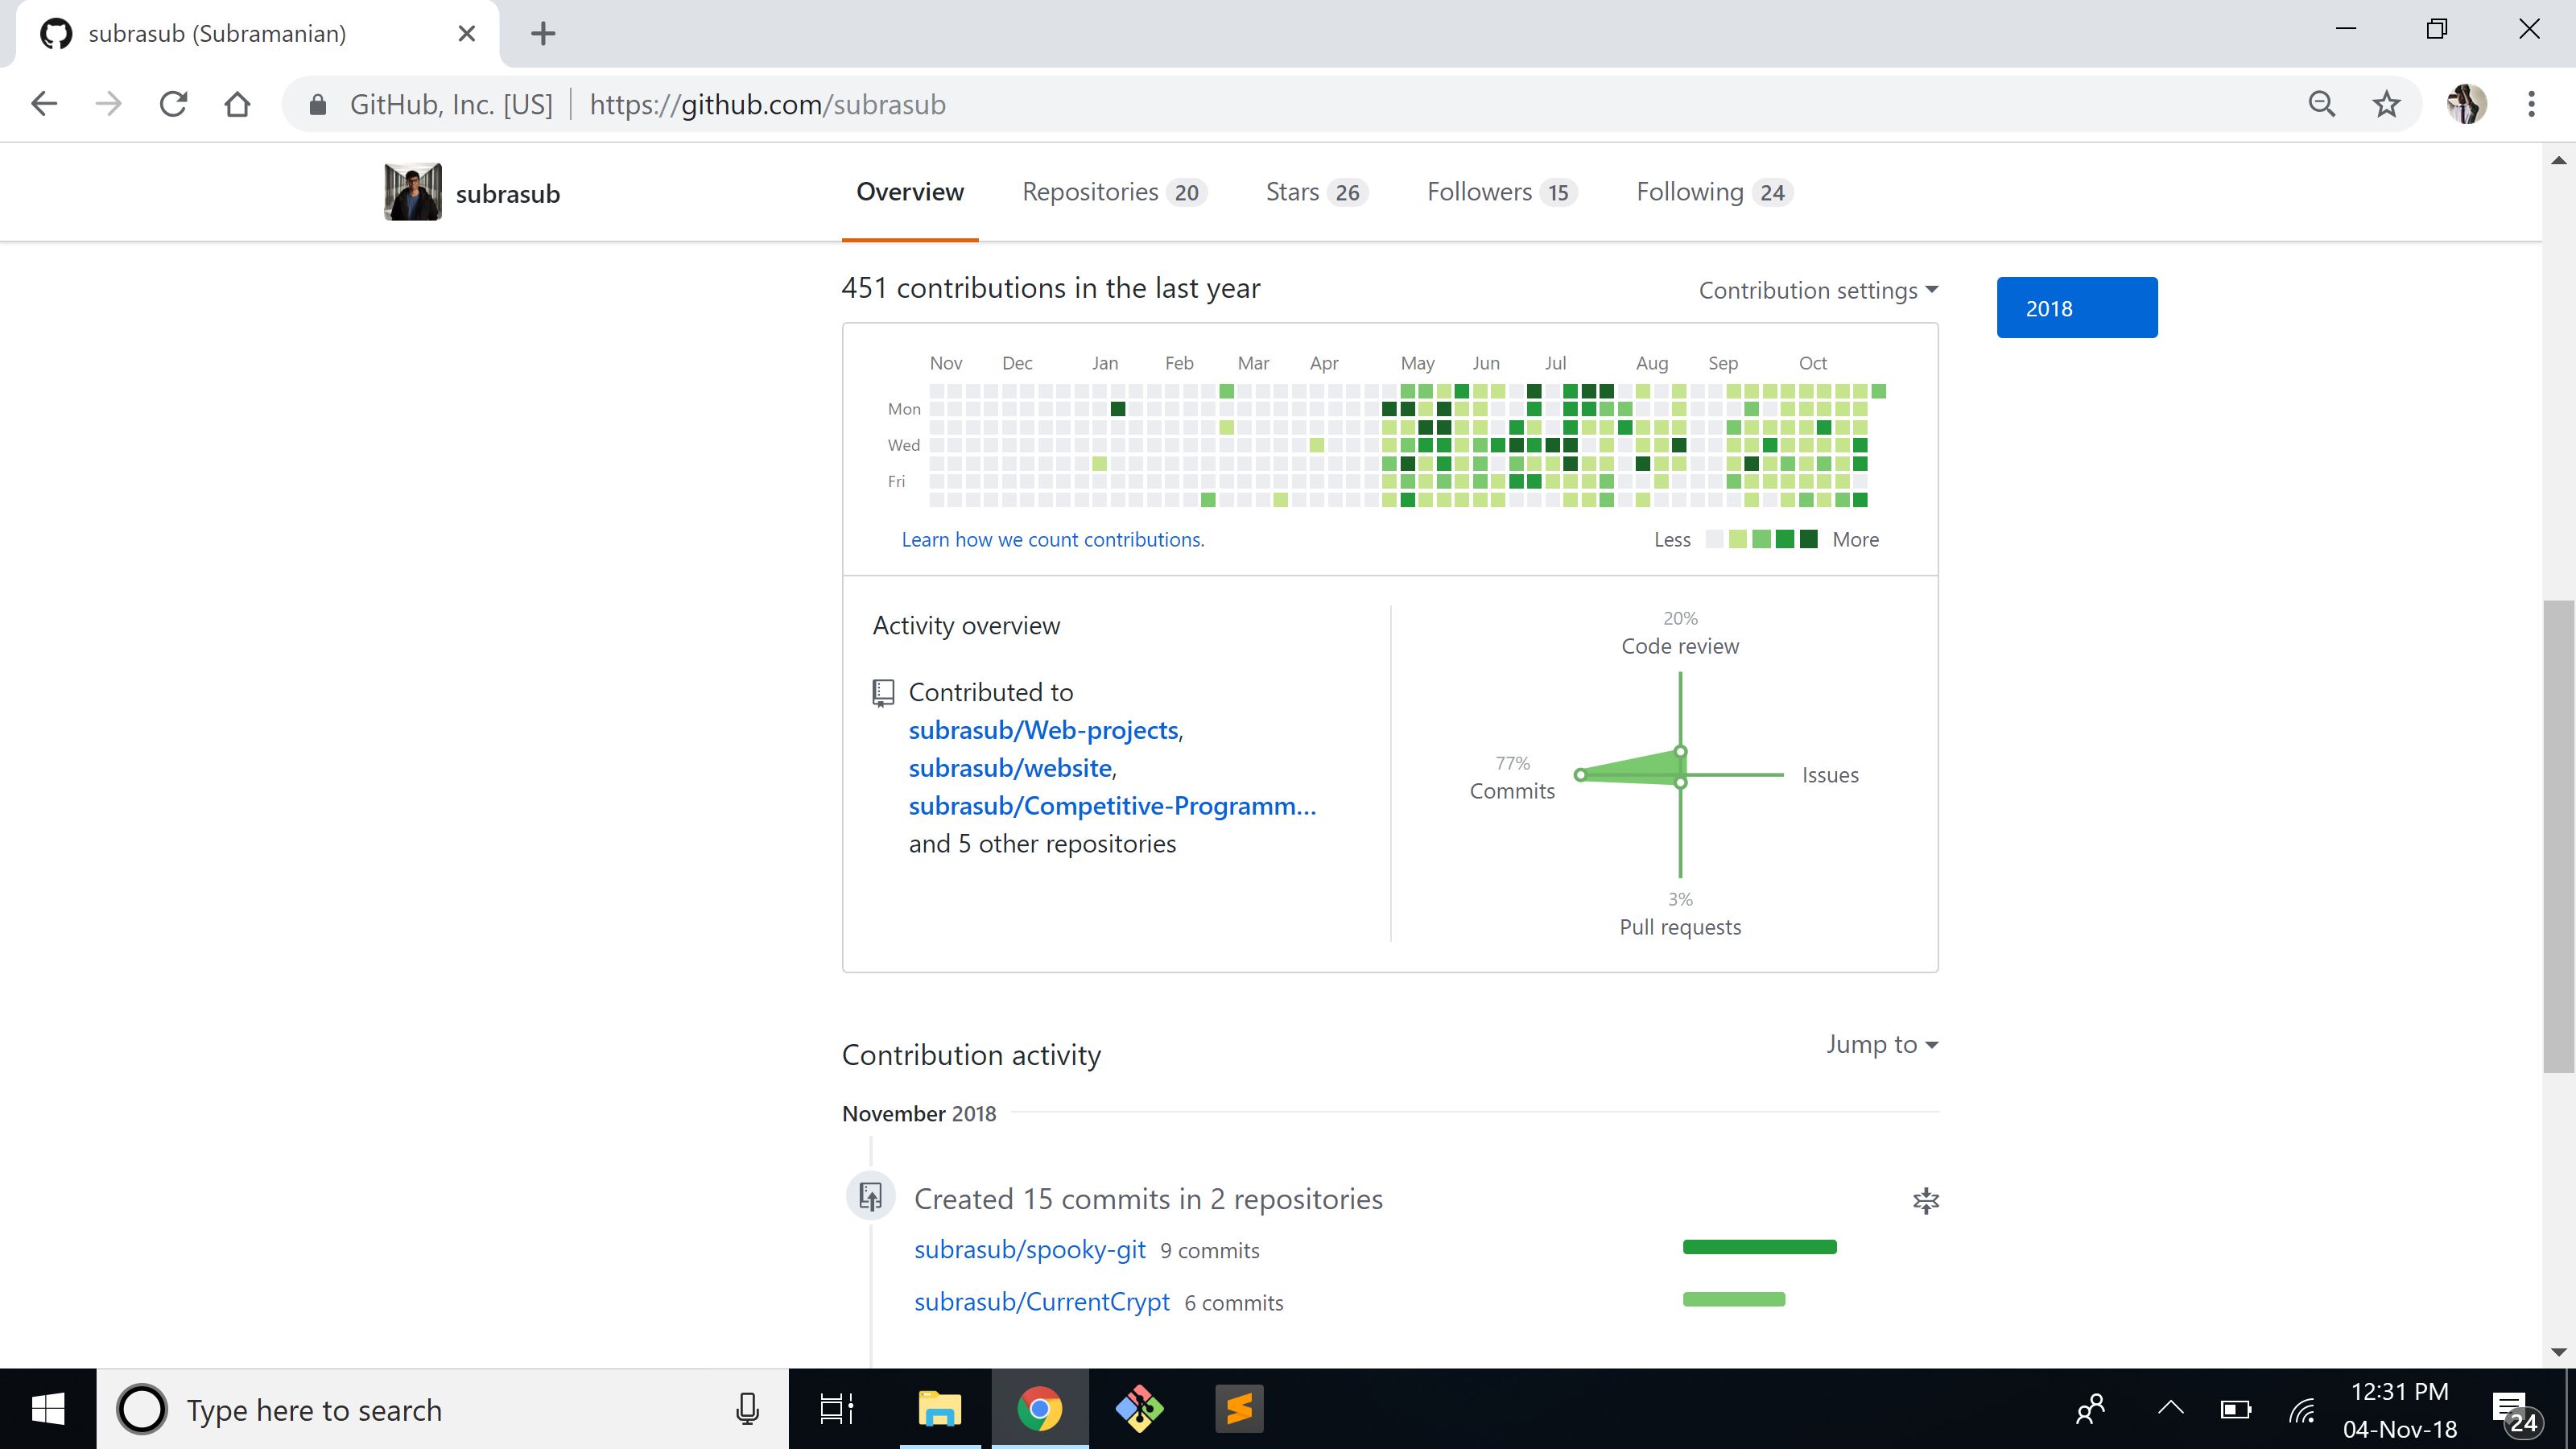 subrasub (Subramanian)
GitHub, Inc. [US] https://github.com/subrasub
subrasub
Overview Repositories 20 Stars 26 Followers 15 Following 24
451 contributions in the last year
Contribution settings
2018
Nov Dec Jan Feb Mar Apr May Jun Jul Aug Sep Oct
Mon
Wed
Fri
Learn how we count contributions.
Less More
Activity overview
Contributed to
subrasub/Web-projects,
subrasub/website,
subrasub/Competitive-Programm...
and 5 other repositories
20%
Code review
77%
Commits
Issues
3%
Pull requests
Contribution activity
Jump to
November 2018
Created 15 commits in 2 repositories
subrasub/spooky-git 9 commits
subrasub/CurrentCrypt 6 commits
Type here to search
12:31 PM
04-Nov-18
24